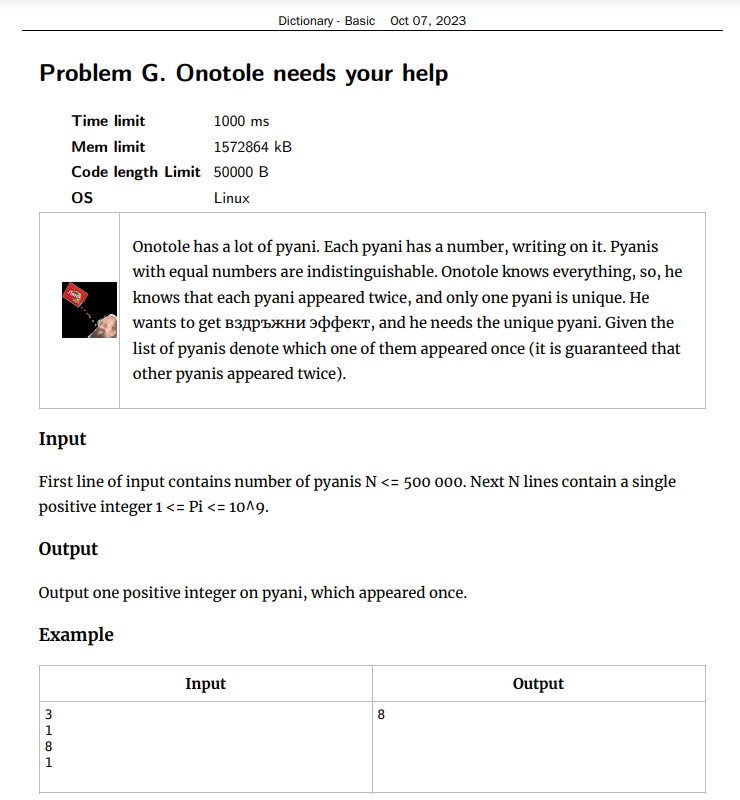 Dictionary - Basic Oct 07, 2023
Problem G. Onotole needs your help
Time limit 1000 ms
Mem limit 1572864 kB
Code length Limit 50000 B
OS Linux
Onotole has a lot of pyani. Each pyani has a number, writing on it. Pyanis
with equal numbers are indistinguishable. Onotole knows everything, so, he
knows that each pyani appeared twice, and only one pyani is unique. He
wants to get вздръжни эффект, and he needs the unique pyani. Given the
list of pyanis denote which one of them appeared once (it is guaranteed that
other pyanis appeared twice).
Input
First line of input contains number of pyanis N <= 500 000. Next N lines contain a single
positive integer 1 <= Pi <= 10^9.
Output
Output one positive integer on pyani, which appeared once.
Example
Input Output
3 8
1
8
1